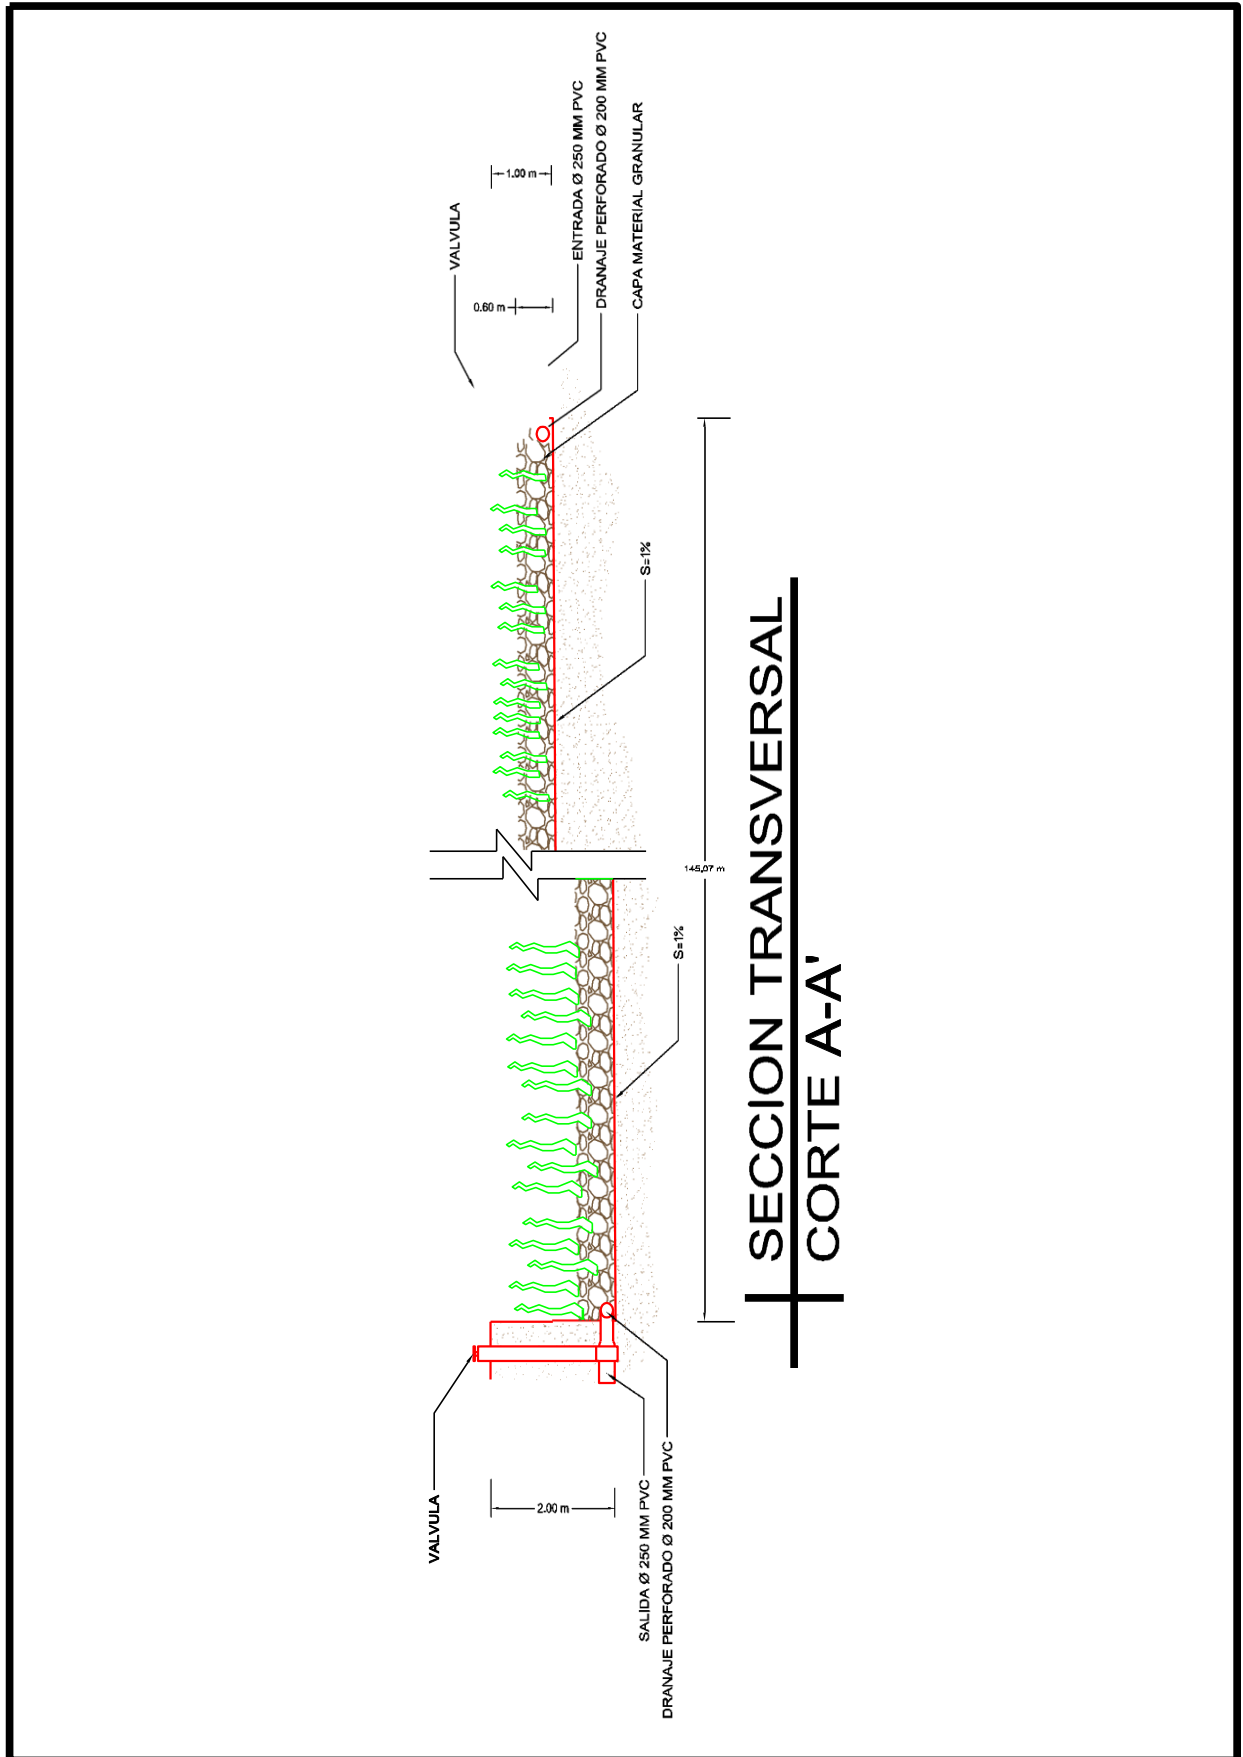 VALVULA
2.00 m
SALIDA Ø 250 MM PVC
DRANAJE PERFORADO Ø 200 MM PVC
VALVULA
0.60 m
1.00 m
ENTRADA Ø 250 MM PVC
DRANAJE PERFORADO Ø 200 MM PVC
CAPA MATERIAL GRANULAR
S=1%
S=1%
145,07 m
SECCION TRANSVERSAL
CORTE A-A'